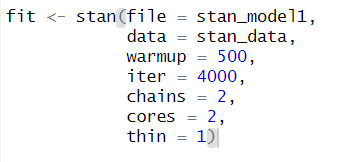 fit <- stan(file = stan_model1,
data = stan_data,
warmup = 500,
iter = 4000,
chains = 2,
cores = 2,
thin = 1)